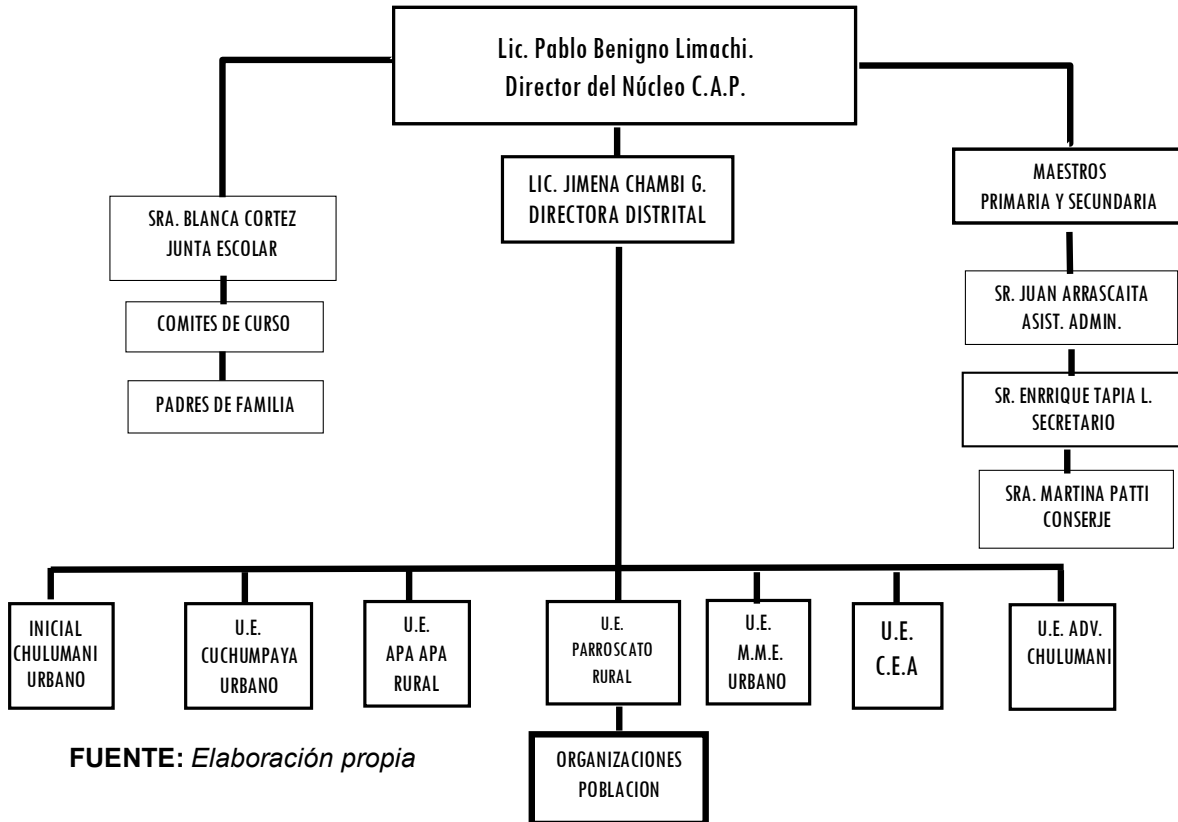 Lic. Pablo Benigno Limachi.
Director del Núcleo C.A.P.
LIC. JIMENA CHAMBI G.
DIRECTORA DISTRITAL
MAESTROS
PRIMARIA Y SECUNDARIA
SRA. BLANCA CORTEZ
JUNTA ESCOLAR
COMITES DE CURSO
PADRES DE FAMILIA
SR. JUAN ARRASCAITA
ASIST. ADMIN.
SR. ENRRIQUE TAPIA L.
SECRETARIO
SRA. MARTINA PATTI
CONSERJE
INICIAL
CHULUMANI
URBANO
U.E.
CUCHUMPAYA
URBANO
U.E.
APA APA
RURAL
U.E.
PARROSCATO
RURAL
U.E.
M.M.E.
URBANO
U.E.
C.E.A
U.E. ADV.
CHULUMANI
ORGANIZACIONES
POBLACION
FUENTE: Elaboración propia